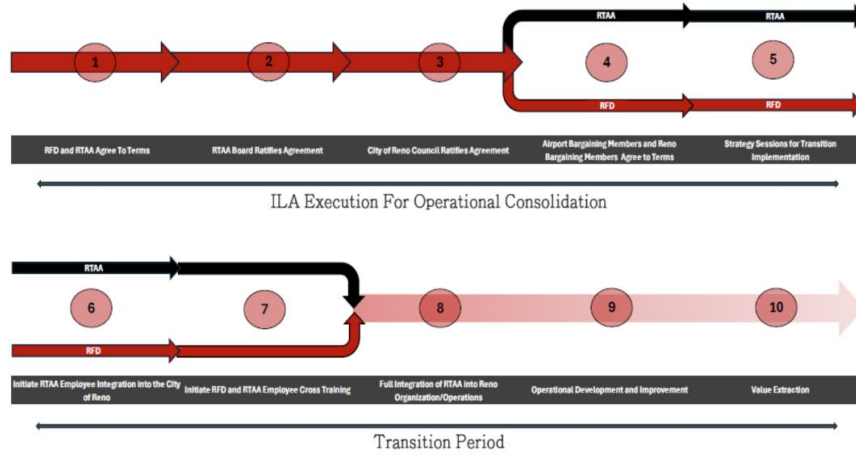 RTAA
RTAA
1
2
3
4
5
RFD
RFD
RFD and RTAA Agree To Terms
RTAA Board Ratifies Agreement
City of Reno Council Ratifies Agreement
Airport Bargaining Members and Reno
Bargaining Members Agree to Terms
Strategy Sessions for Transition
Implementation
ILA Execution For Operational Consolidation
RTAA
6
7
8
9
10
RFD
Initiate RTAA Employee Integration into the City
of Reno
Initiate RFD and RTAA Employee Cross Training
Full Integration of RTAA into Reno
Organization/Operations
Operational Development and Improvement
Value Extraction
Transition Period